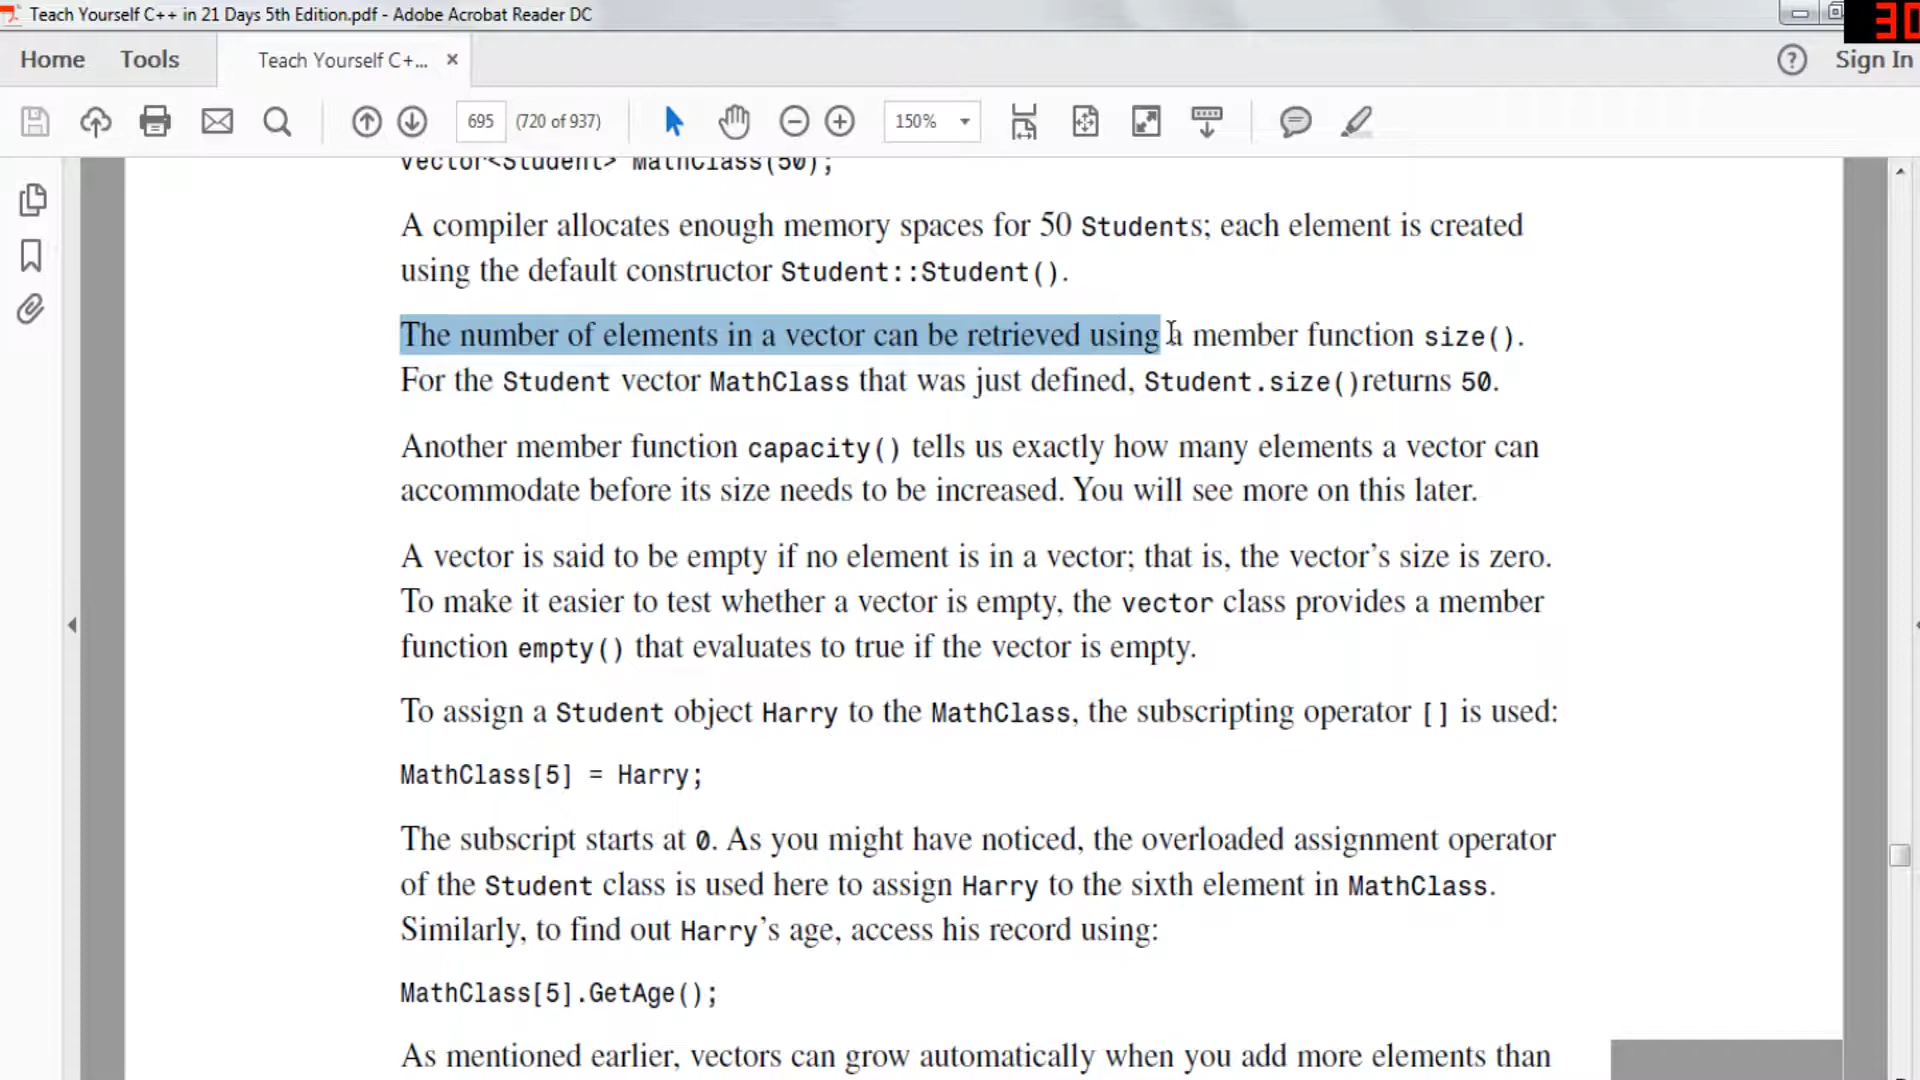 Teach Yourself C++ in 21 Days 5th Edition.pdf - Adobe Acrobat Reader DC
30
Home Tools Teach Yourself C+... × Sign In
695 (720 of 937) 150%
vector<Student> MathClass(50);
A compiler allocates enough memory spaces for 50 Students; each element is created
using the default constructor Student::Student().
The number of elements in a vector can be retrieved using a member function size().
For the Student vector MathClass that was just defined, Student.size()returns 50.
Another member function capacity() tells us exactly how many elements a vector can
accommodate before its size needs to be increased. You will see more on this later.
A vector is said to be empty if no element is in a vector; that is, the vector’s size is zero.
To make it easier to test whether a vector is empty, the vector class provides a member
function empty() that evaluates to true if the vector is empty.
To assign a Student object Harry to the MathClass, the subscripting operator [] is used:
MathClass[5] = Harry;
The subscript starts at 0. As you might have noticed, the overloaded assignment operator
of the Student class is used here to assign Harry to the sixth element in MathClass.
Similarly, to find out Harry’s age, access his record using:
MathClass[5].GetAge();
As mentioned earlier, vectors can grow automatically when you add more elements than